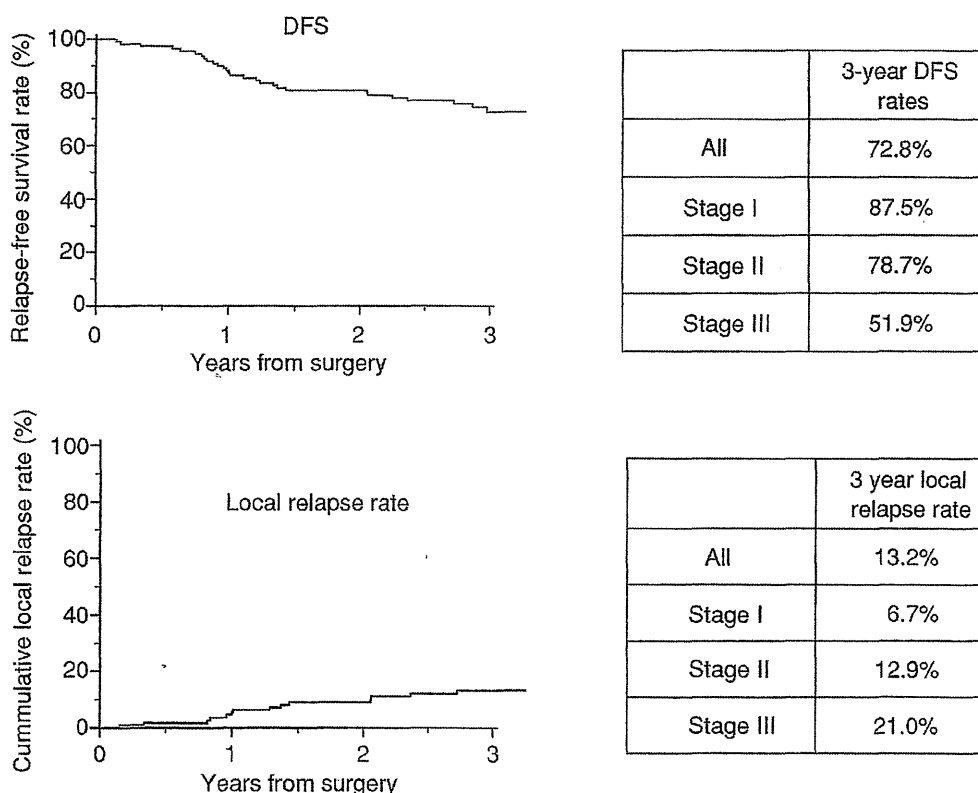 DFS
Relapse-free survival rate (%)
100
80
60
40
20
0
0 1 2 3
Years from surgery
3-year DFS
rates
All 72.8%
Stage I 87.5%
Stage II 78.7%
Stage III 51.9%
Cummulative local relapse rate (%)
100
80
60
40
20
0
Local relapse rate
0 1 2 3
Years from surgery
3 year local
relapse rate
All 13.2%
Stage I 6.7%
Stage II 12.9%
Stage III 21.0%